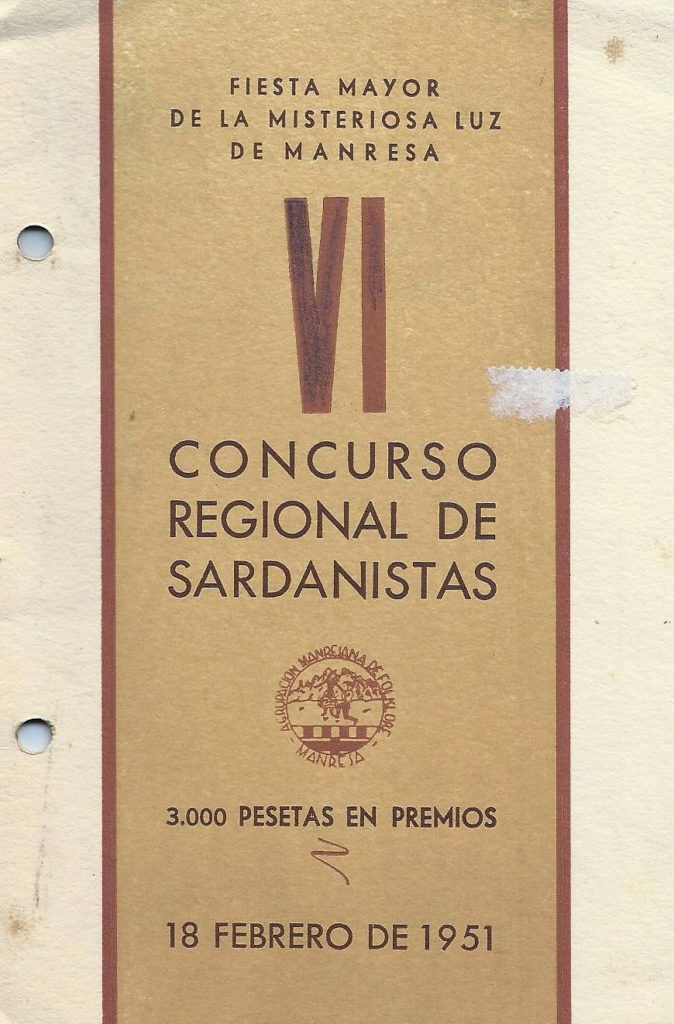 FIESTA MAYOR
DE LA MISTERIOSA LUZ
DE MANRESA
VI
CONCURSO
REGIONAL DE
SARDANISTAS
AGRUPACION MANRESANA DE FOLKLORE
- MANRESA -
3.000 PESETAS EN PREMIOS
18 FEBRERO DE 1951